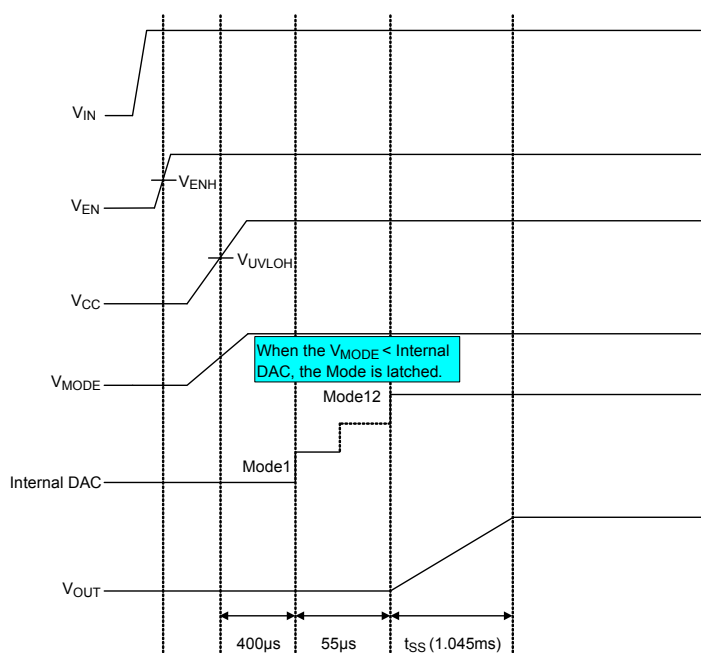 VIN
VENH
VEN
VUVLOH
VCC
When the VMODE < Internal
DAC, the Mode is latched.
VMODE
Mode12
Mode1
Internal DAC
VOUT
400µs
55µs
tSS (1.045ms)